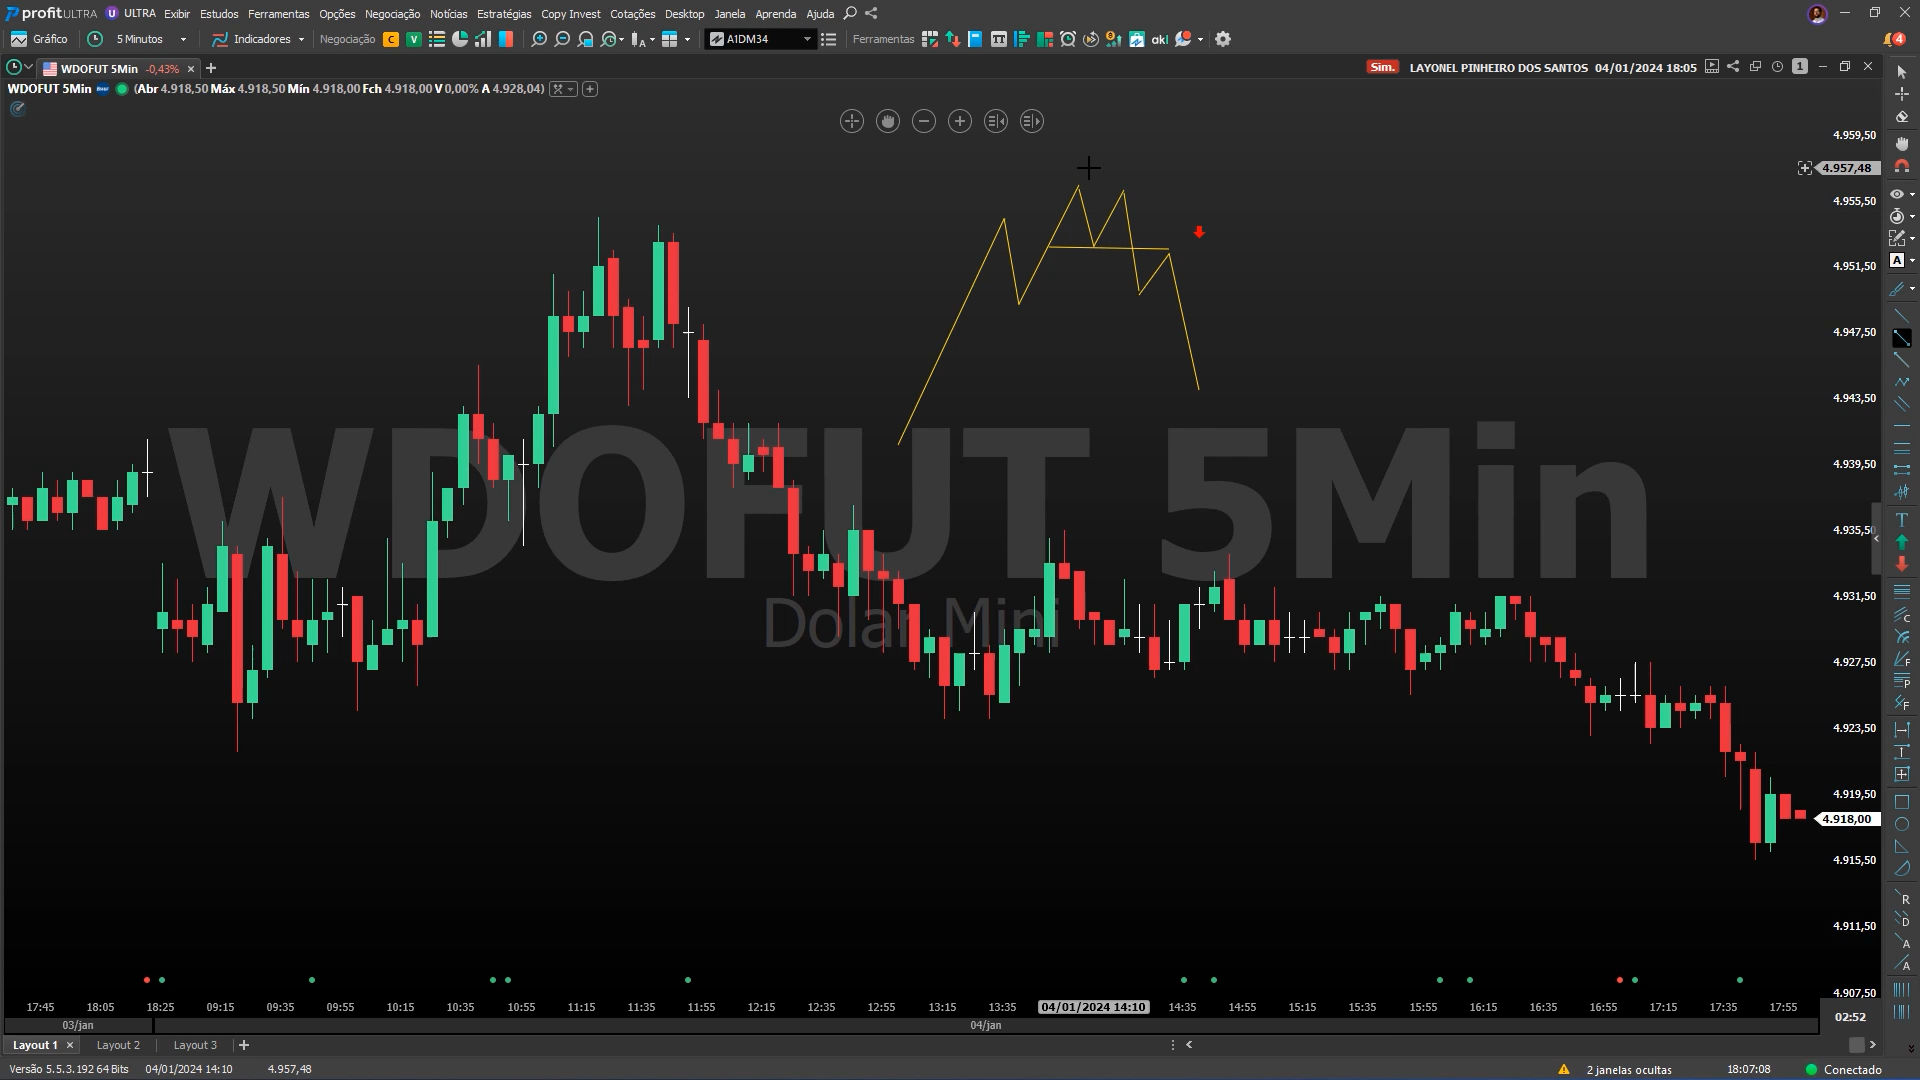 profitULTRA U ULTRA Exibir Estudos Ferramentas Opções Negociação Notícias Estratégias Copy Invest Cotações Desktop Janela Aprenda Ajuda
Gráfico 5 Minutos Indicadores Negociação C V A1DM34 Ferramentas akl 4
WDOFUT 5Min -0,43% Sim. LAYONEL PINHEIRO DOS SANTOS 04/01/2024 18:05 1
WDOFUT 5Min (Abr 4.918,50 Máx 4.918,50 Mín 4.918,00 Fch 4.918,00 V 0,00% A 4.928,04)
4.959,50
4.957,48
4.955,50
4.951,50
4.947,50
4.943,50
4.939,50
4.935,50
4.931,50
4.927,50
4.923,50
4.919,50
4.918,00
4.915,50
4.911,50
4.907,50
WDOFUT 5Min
Dolar Mini
17:45 18:05 18:25 09:15 09:35 09:55 10:15 10:35 10:55 11:15 11:35 11:55 12:15 12:35 12:55 13:15 13:35 04/01/2024 14:10 14:35 14:55 15:15 15:35 15:55 16:15 16:35 16:55 17:15 17:35 17:55
02:52
03/jan 04/jan
Layout 1 Layout 2 Layout 3
Versão 5.5.3.192 64 Bits 04/01/2024 14:10 4.957,48 2 janelas ocultas 18:07:08 Conectado